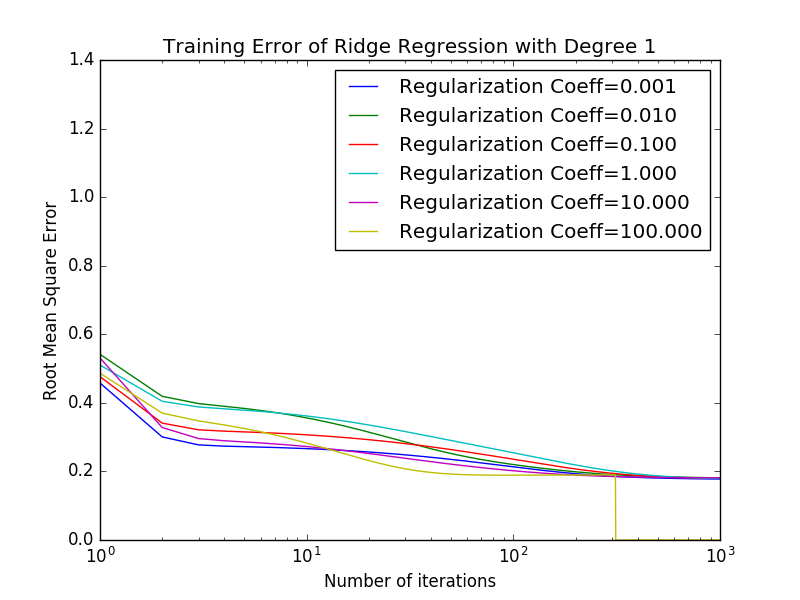 Training Error of Ridge Regression with Degree 1
1.4
1.2
1.0
0.8
0.6
0.4
0.2
0.0
Root Mean Square Error
Regularization Coeff=0.001
Regularization Coeff=0.010
Regularization Coeff=0.100
Regularization Coeff=1.000
Regularization Coeff=10.000
Regularization Coeff=100.000
10⁰ 10¹ 10² 10³
Number of iterations